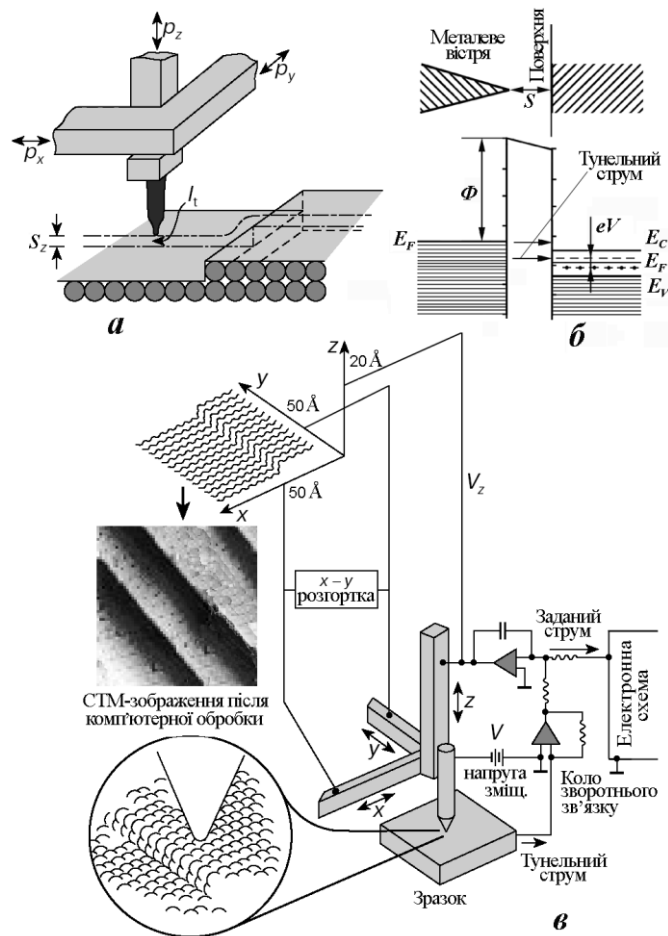 p_z
p_y
p_x
I_t
s_z
а
Металеве
вістря
Поверхня
S
Тунельний
струм
Φ
eV
E_F
E_C
E_F
E_V
б
z
20 Å
y
50 Å
50 Å
x
V_z
x – y
розгортка
СТМ-зображення після
комп'ютерної обробки
Заданий
струм
Електронна
схема
z
y
x
V
напруга
зміщ.
Коло
зворотнього
зв’язку
Тунельний
струм
Зразок
в